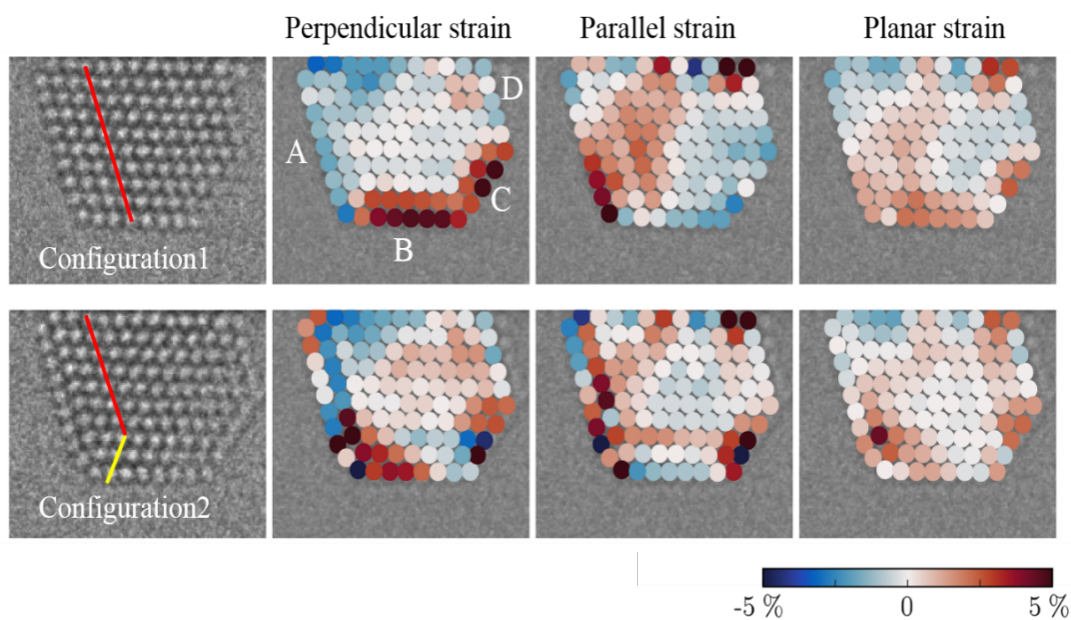 Perpendicular strain
Parallel strain
Planar strain
D
A
C
Configuration1
B
Configuration2
-5 %
0
5 %